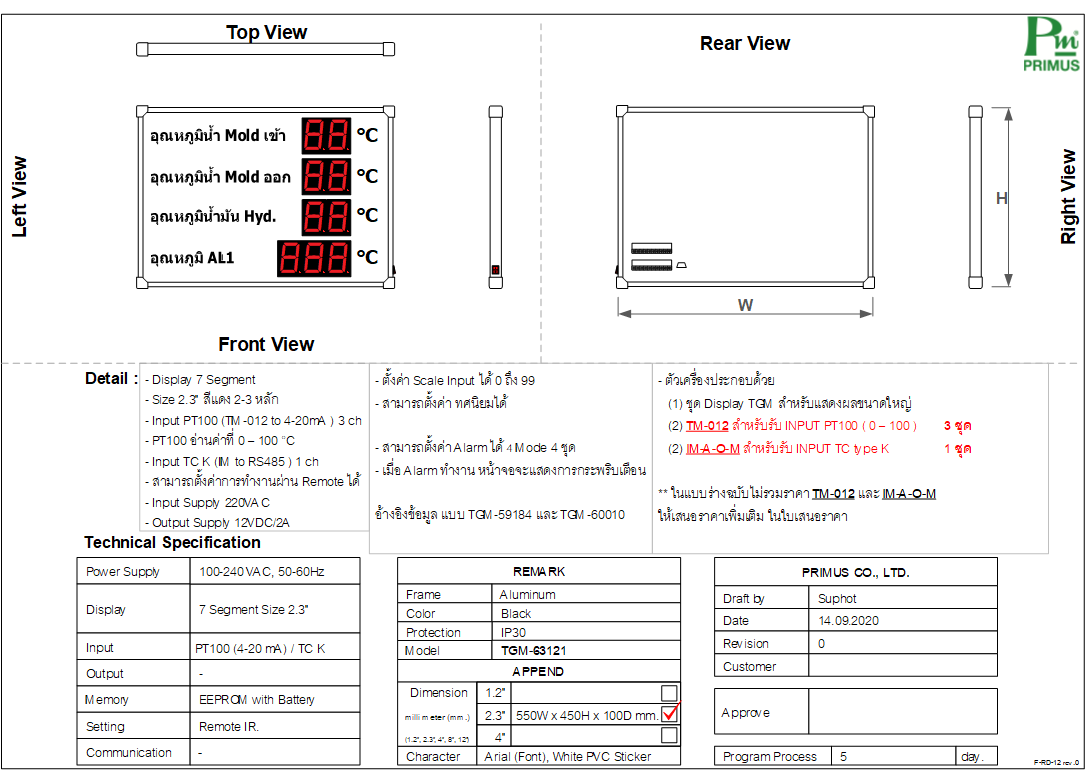 Top View
Rear View
Pm
PRIMUS
Left View
อุณหภูมิน้ำ Mold เข้า 88 °C
อุณหภูมิน้ำ Mold ออก 88 °C
อุณหภูมิน้ำมัน Hyd. 88 °C
อุณหภูมิ AL1 888 °C
H
W
Right View
Front View
Detail :
- Display 7 Segment
- Size 2.3" สีแดง 2-3 หลัก
- Input PT100 (TM-012 to 4-20mA ) 3 ch
- PT100 อ่านค่าที่ 0 – 100 °C
- Input TC K (IM to RS485 ) 1 ch
- สามารถตั้งค่าการทำงานผ่าน Remote ได้
- Input Supply 220VAC
- Output Supply 12VDC/2A
- ตั้งค่า Scale Input ได้ 0 ถึง 99
- สามารถตั้งค่า ทศนิยมได้
- สามารถตั้งค่า Alarm ได้ 4 Mode 4 ชุด
- เมื่อ Alarm ทำงาน หน้าจอจะแสดงการกระพริบเตือน
อ้างอิงข้อมูล แบบ TGM-59184 และ TGM-60010
- ตัวเครื่องประกอบด้วย
(1) ชุด Display TGM สำหรับแสดงผลขนาดใหญ่
(2) TM-012 สำหรับรับ INPUT PT100 ( 0 – 100 ) 3 ชุด
(2) IM-A-O-M สำหรับรับ INPUT TC type K 1 ชุด
** ในแบบร่างฉบับไม่รวมราคา TM-012 และ IM-A-O-M
ให้เสนอราคาเพิ่มเติม ในใบเสนอราคา
Technical Specification
Power Supply 100-240VAC, 50-60Hz
Display 7 Segment Size 2.3"
Input PT100 (4-20 mA) / TC K
Output -
Memory EEPROM with Battery
Setting Remote IR.
Communication -
REMARK
Frame Aluminum
Color Black
Protection IP30
Model TGM-63121
APPEND
Dimension 1.2"
millimeter (mm.) 2.3" 550W x 450H x 100D mm.
(1.2", 2.3", 4", 8", 12") 4"
Character Arial (Font), White PVC Sticker
PRIMUS CO., LTD.
Draft by Suphot
Date 14.09.2020
Revision 0
Customer
Approve
Program Process 5 day.
F-RD-12 rev.0